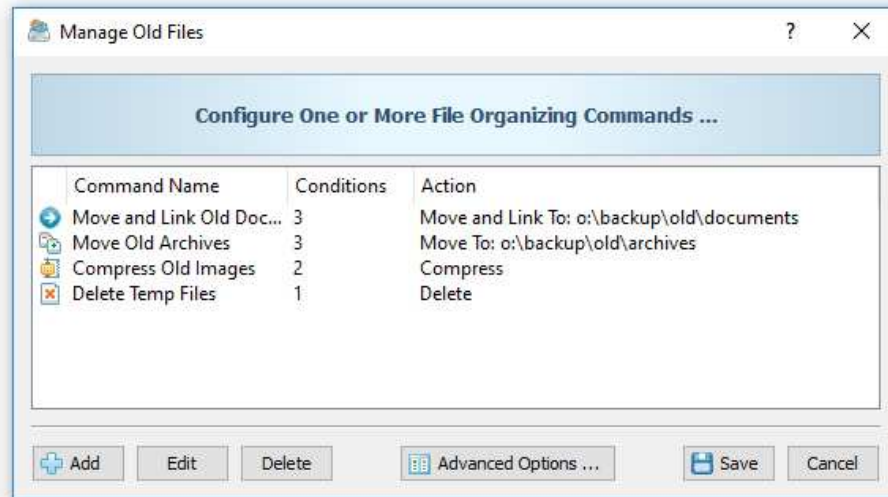 Manage Old Files
?
Configure One or More File Organizing Commands ...
Command Name Conditions Action
Move and Link Old Doc... 3 Move and Link To: o:\backup\old\documents
Move Old Archives 3 Move To: o:\backup\old\archives
Compress Old Images 2 Compress
Delete Temp Files 1 Delete
Add Edit Delete Advanced Options ... Save Cancel